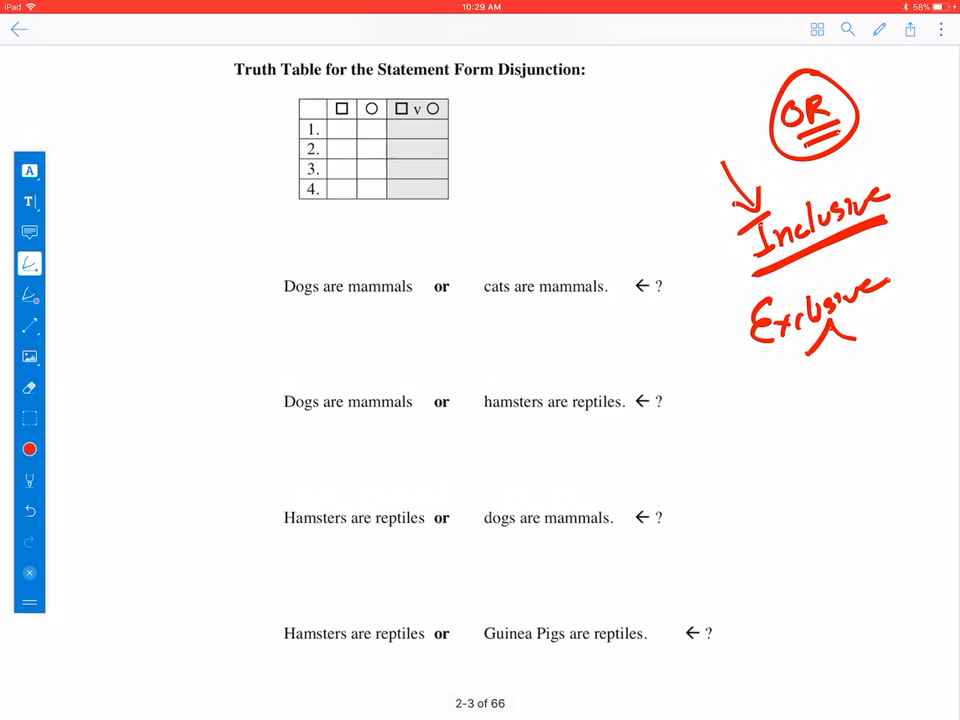 iPad 10:29 AM 58%
Truth Table for the Statement Form Disjunction:
□ ○ □ v ○
1.
2.
3.
4.
OR
Inclusive
Exclusive
Dogs are mammals or cats are mammals. ← ?
Dogs are mammals or hamsters are reptiles. ← ?
Hamsters are reptiles or dogs are mammals. ← ?
Hamsters are reptiles or Guinea Pigs are reptiles. ← ?
A
T
2-3 of 66